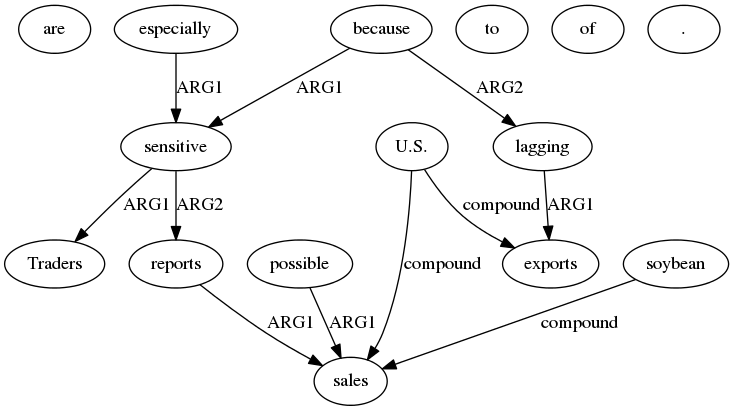 are especially because to of .
ARG1 ARG1 ARG2
sensitive U.S. lagging
ARG1 ARG2 compound ARG1
Traders reports possible compound exports soybean
ARG1 ARG1 compound
sales